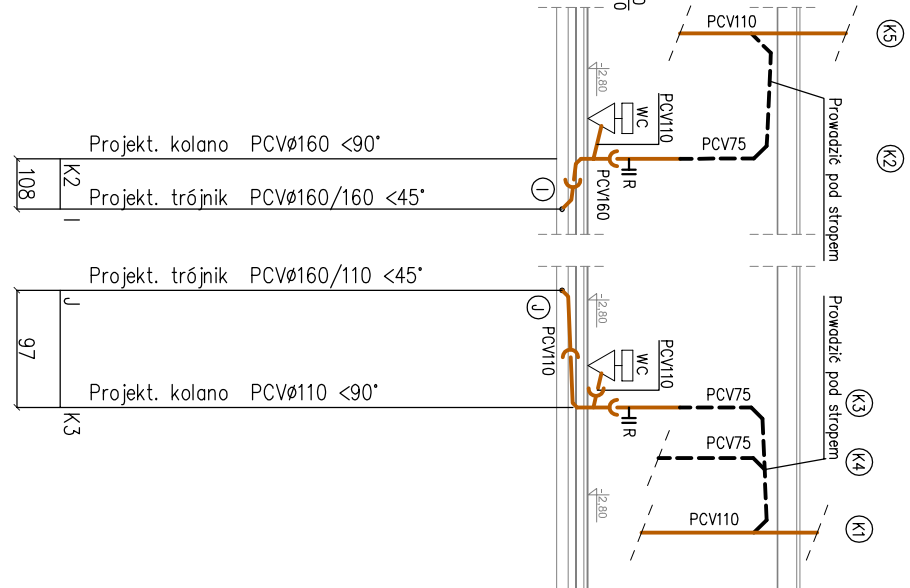 PCV110
K5
-2,80
PCV110
WC
Prowadzić pod stropem
Projekt. kolano PCVø160 <90°
PCV75
K2
K2
R
108
Projekt. trójnik PCVø160/160 <45°
I
PCV160
I
Projekt. trójnik PCVø160/110 <45°
J
J
-2,80
Prowadzić pod stropem
PCV110
WC
PCV110
97
Projekt. kolano PCVø110 <90°
PCV75
K3
K3
R
PCV75
K4
-2,80
PCV110
K1